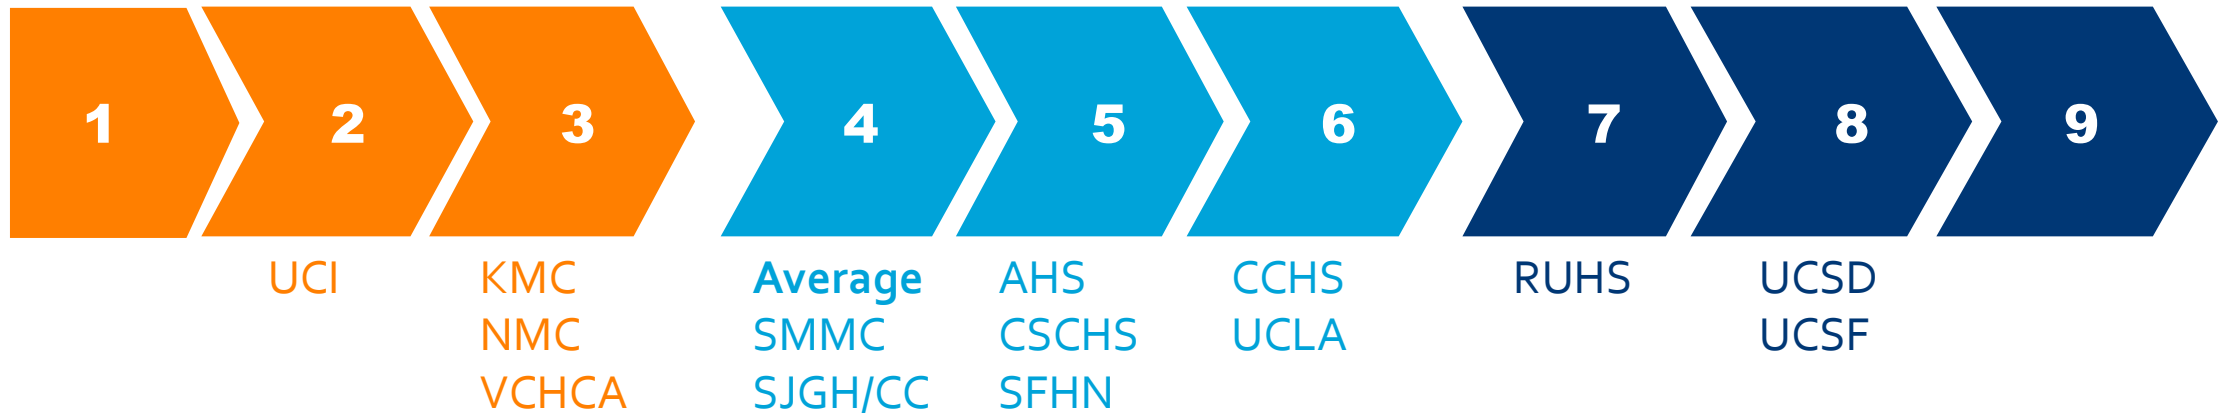 1 2 3 4 5 6 7 8 9
UCI KMC Average AHS CCHS RUHS UCSD
NMC SMMC CSCHS UCLA UCSF
VCHCA SJGH/CC SFHN